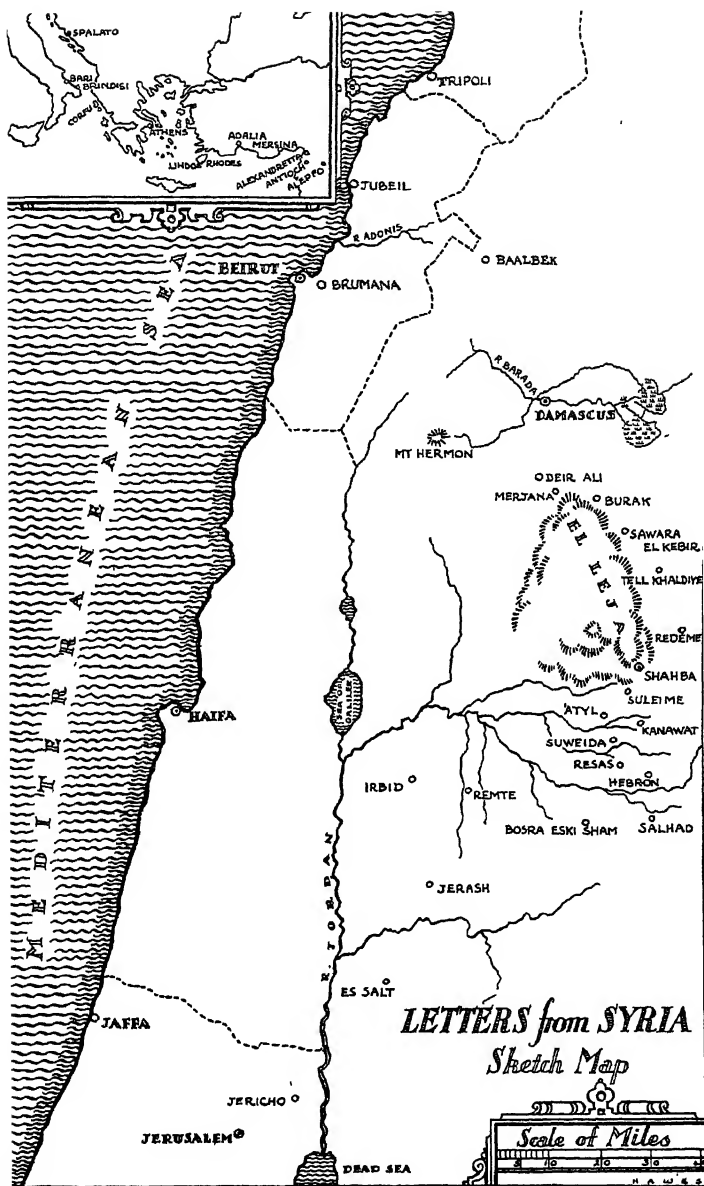 SPALATO
BARI
BRINDISI
CORFU
ATHENS
ADALIA
MERSINA
LINDOS RHODES
ALEXANDRETTA
ANTIOCH
ALEPPO
TRIPOLI
JUBEIL
R. ADONIS
BEIRUT
BRUMANA
BAALBEK
MEDITERRANEAN SEA
R. BARADA
DAMASCUS
MT HERMON
DEIR ALI
MERJANA
BURAK
EL LEJA
SAWARA
EL KEBIR
TELL KHALDIYE
REDEME
SHAHBA
SULEIME
SEA OF
GALILEE
HAIFA
'ATYL
KANAWAT
SUWEIDA
RESAS
HEBRON
IRBID
REMTE
BOSRA ESKI SHAM
SALHAD
R. JORDAN
JERASH
ES SALT
JAFFA
LETTERS from SYRIA
Sketch Map
JERICHO
JERUSALEM
DEAD SEA
Scale of Miles
5 10 20 30
HAWES